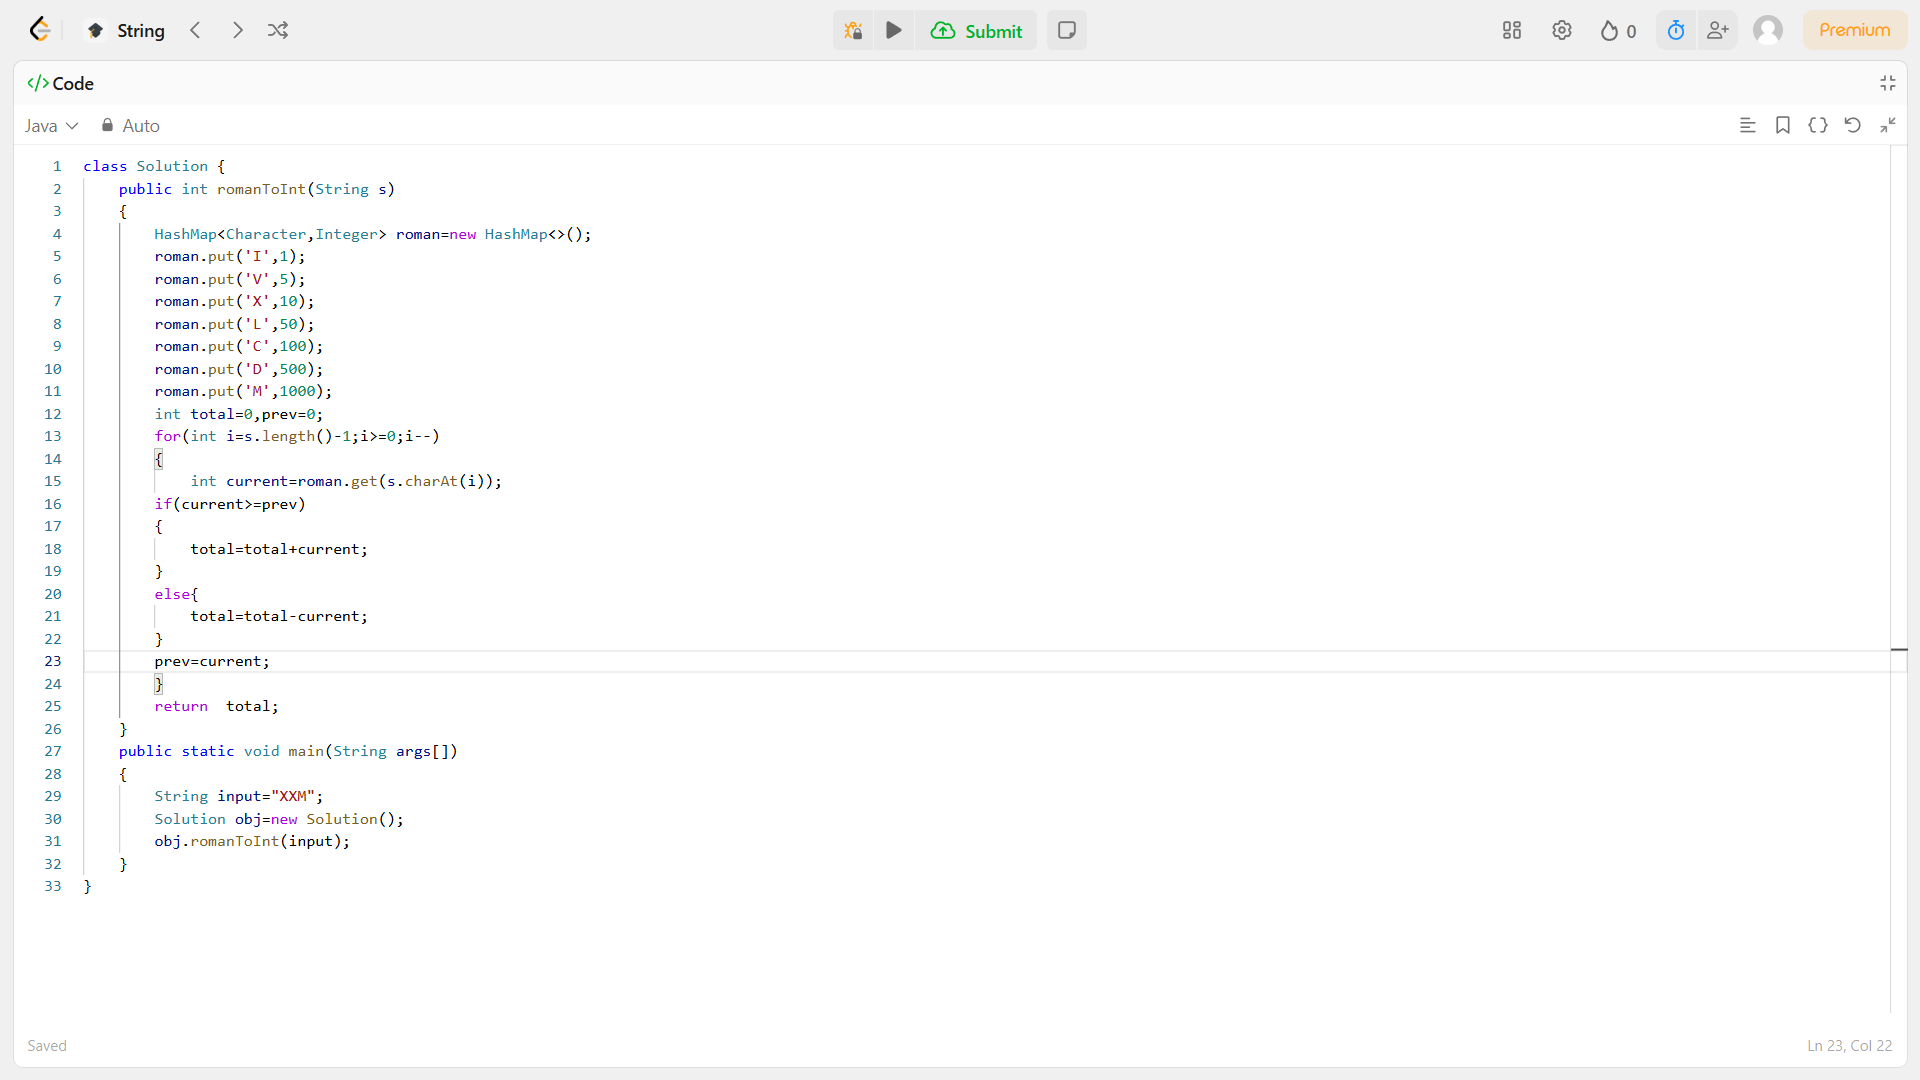 String
Submit
0
Premium
</> Code
Java Auto
1 class Solution {
2 public int romanToInt(String s)
3 {
4 HashMap<Character,Integer> roman=new HashMap<>();
5 roman.put('I',1);
6 roman.put('V',5);
7 roman.put('X',10);
8 roman.put('L',50);
9 roman.put('C',100);
10 roman.put('D',500);
11 roman.put('M',1000);
12 int total=0,prev=0;
13 for(int i=s.length()-1;i>=0;i--)
14 {
15 int current=roman.get(s.charAt(i));
16 if(current>=prev)
17 {
18 total=total+current;
19 }
20 else{
21 total=total-current;
22 }
23 prev=current;
24 }
25 return  total;
26 }
27 public static void main(String args[])
28 {
29 String input="XXM";
30 Solution obj=new Solution();
31 obj.romanToInt(input);
32 }
33 }
Saved
Ln 23, Col 22